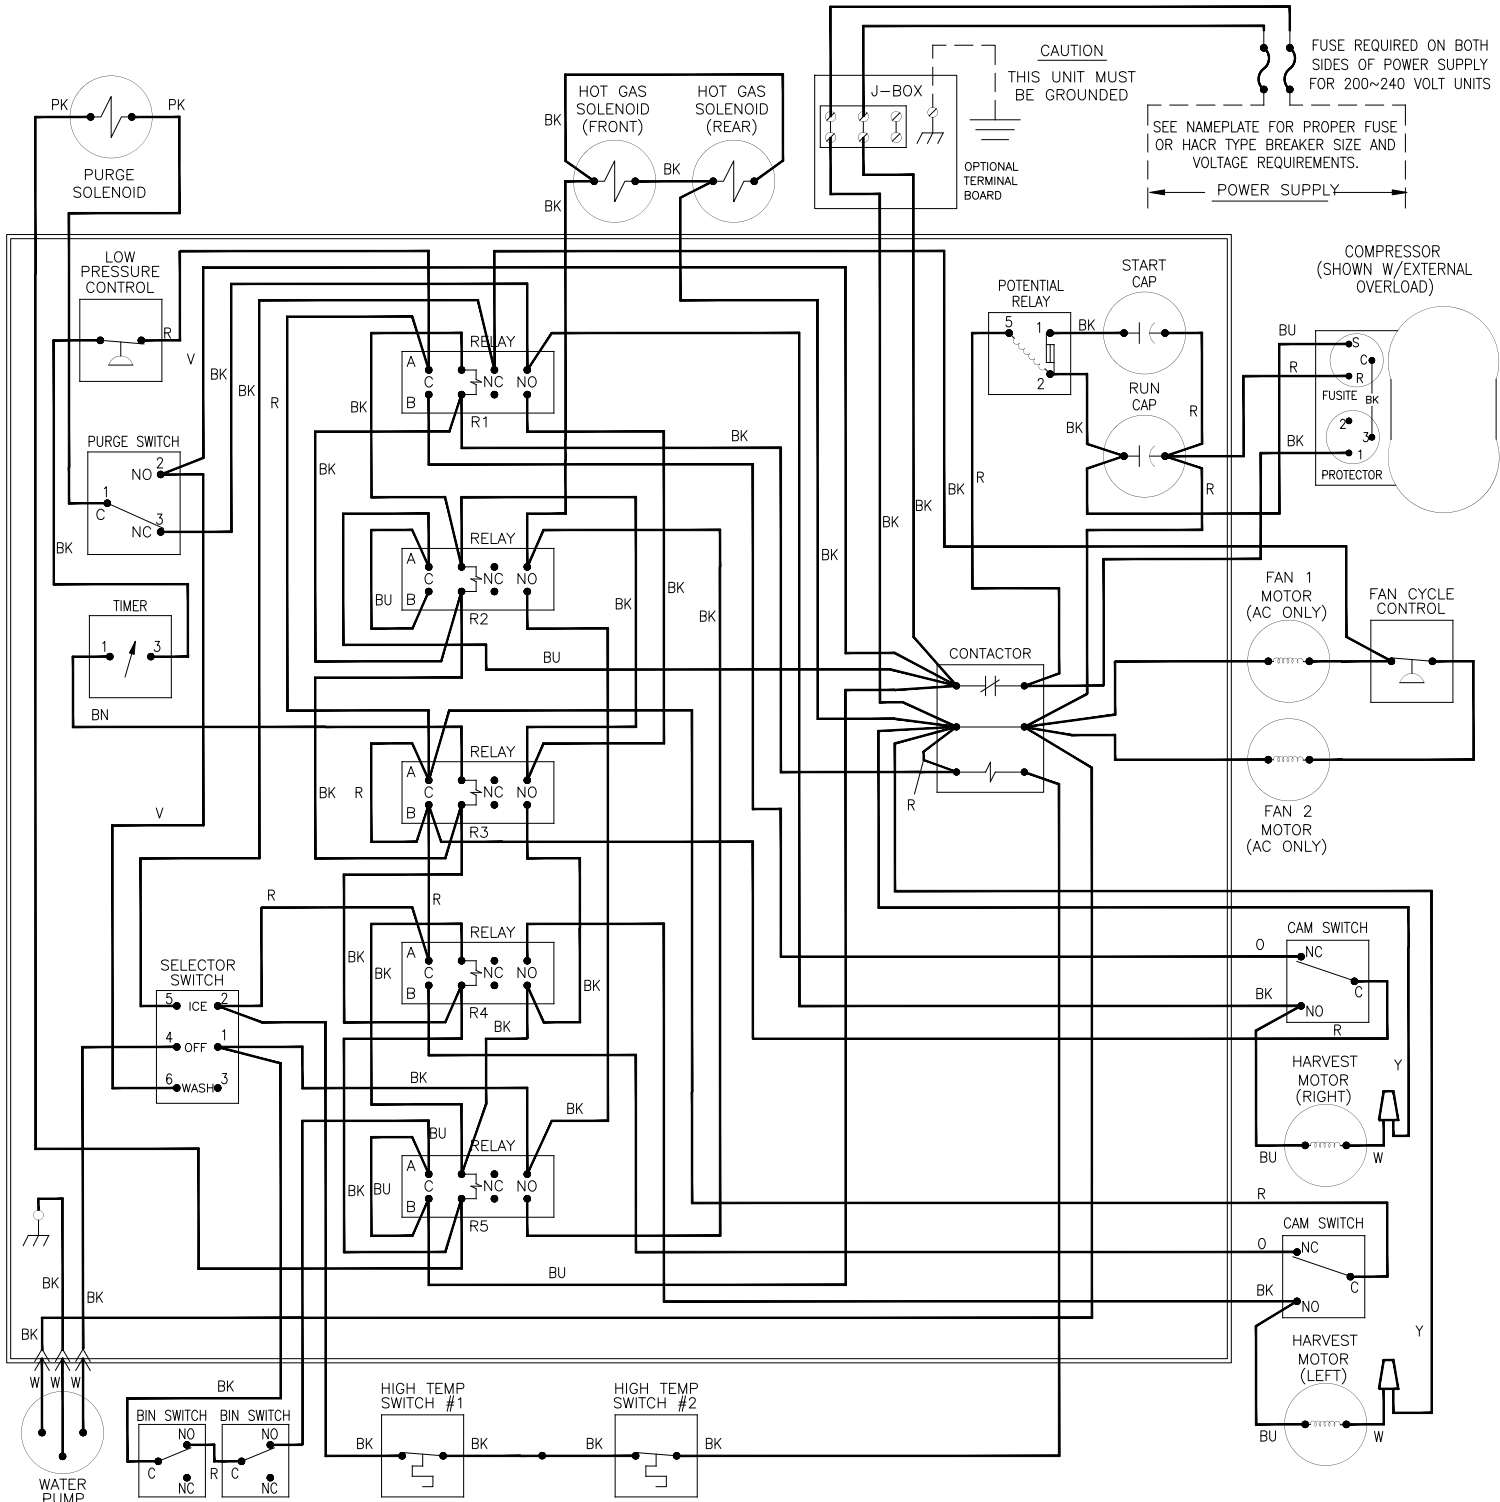 FUSE REQUIRED ON BOTH
SIDES OF POWER SUPPLY
FOR 200~240 VOLT UNITS
CAUTION
THIS UNIT MUST
BE GROUNDED
J-BOX
OPTIONAL
TERMINAL
BOARD
SEE NAMEPLATE FOR PROPER FUSE
OR HACR TYPE BREAKER SIZE AND
VOLTAGE REQUIREMENTS.
POWER SUPPLY
PK
PK
PURGE
SOLENOID
BK
HOT GAS
SOLENOID
(FRONT)
HOT GAS
SOLENOID
(REAR)
BK
BK
LOW
PRESSURE
CONTROL
R
V
BK
BK
R
BK
BK
RELAY
A
C
B
NC
NO
R1
BK
POTENTIAL
RELAY
5
1
2
BK
START
CAP
RUN
CAP
BK
R
R
R
BK
BK
BK
BK
COMPRESSOR
(SHOWN W/EXTERNAL
OVERLOAD)
BU
R
BK
S
C
R
FUSITE
BK
2
3
1
PROTECTOR
PURGE SWITCH
2
NO
1
C
3
NC
BK
RELAY
A
C
B
NC
NO
R2
BU
BK
BK
BK
BU
TIMER
1
3
BN
V
CONTACTOR
R
FAN 1
MOTOR
(AC ONLY)
FAN CYCLE
CONTROL
FAN 2
MOTOR
(AC ONLY)
RELAY
A
C
B
NC
NO
R3
BK
R
R
R
RELAY
A
C
B
NC
NO
R4
BK
BK
BK
BK
SELECTOR
SWITCH
5
ICE
2
4
OFF
1
6
WASH
3
BK
BK
BU
RELAY
A
C
B
NC
NO
R5
BK
BU
BU
CAM SWITCH
O
NC
C
BK
NO
R
HARVEST
MOTOR
(RIGHT)
Y
BU
W
R
CAM SWITCH
O
NC
C
BK
NO
HARVEST
MOTOR
(LEFT)
Y
BU
W
BK
BK
BK
W
W
W
WATER
PUMP
BK
BIN SWITCH
NO
C
NC
R
BIN SWITCH
NO
C
NC
HIGH TEMP
SWITCH #1
BK
BK
HIGH TEMP
SWITCH #2
BK
BK